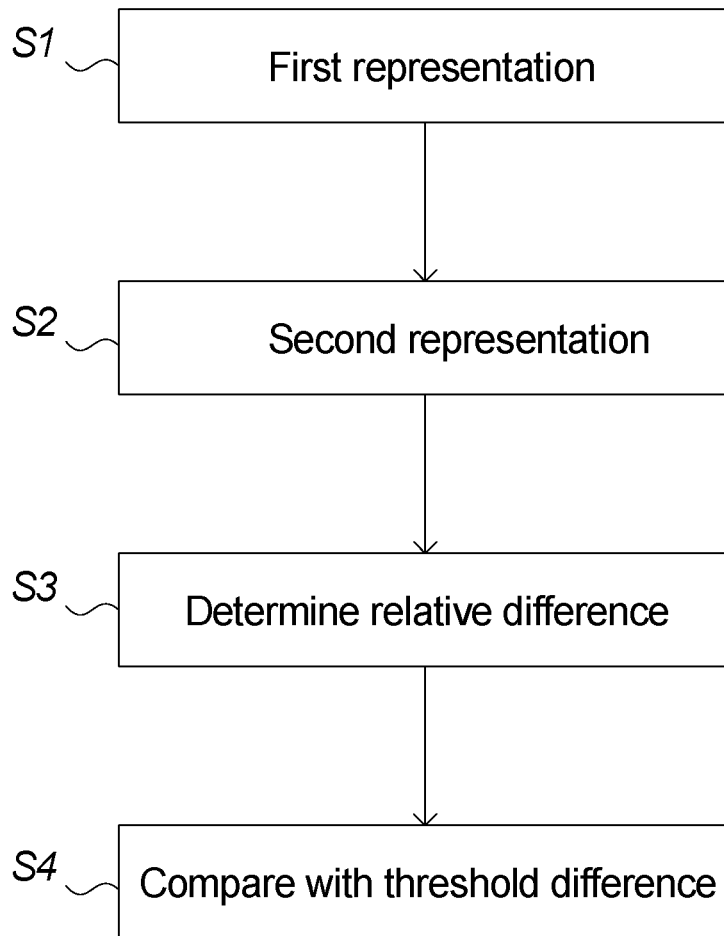 S1
First representation
S2
Second representation
S3
Determine relative difference
S4
Compare with threshold difference